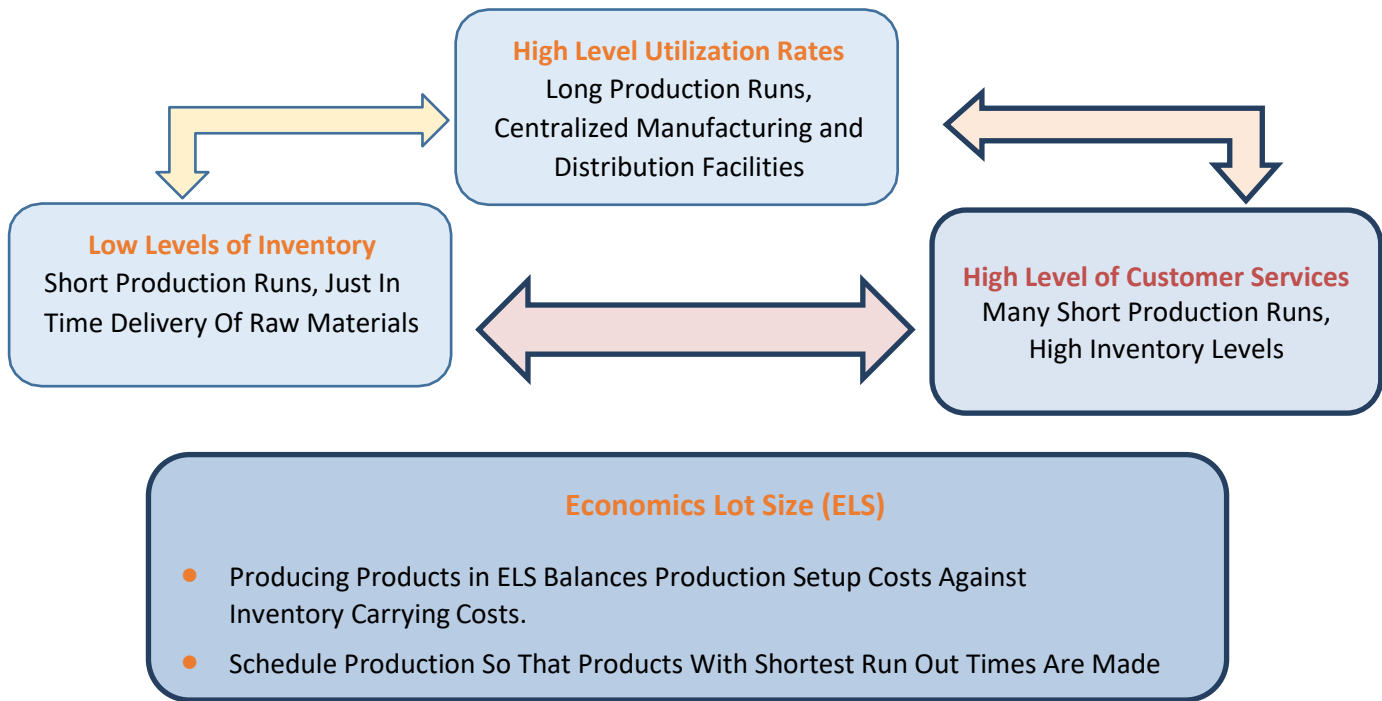 High Level Utilization Rates
Long Production Runs,
Centralized Manufacturing and
Distribution Facilities
Low Levels of Inventory
Short Production Runs, Just In
Time Delivery Of Raw Materials
High Level of Customer Services
Many Short Production Runs,
High Inventory Levels
Economics Lot Size (ELS)
• Producing Products in ELS Balances Production Setup Costs Against
Inventory Carrying Costs.
• Schedule Production So That Products With Shortest Run Out Times Are Made